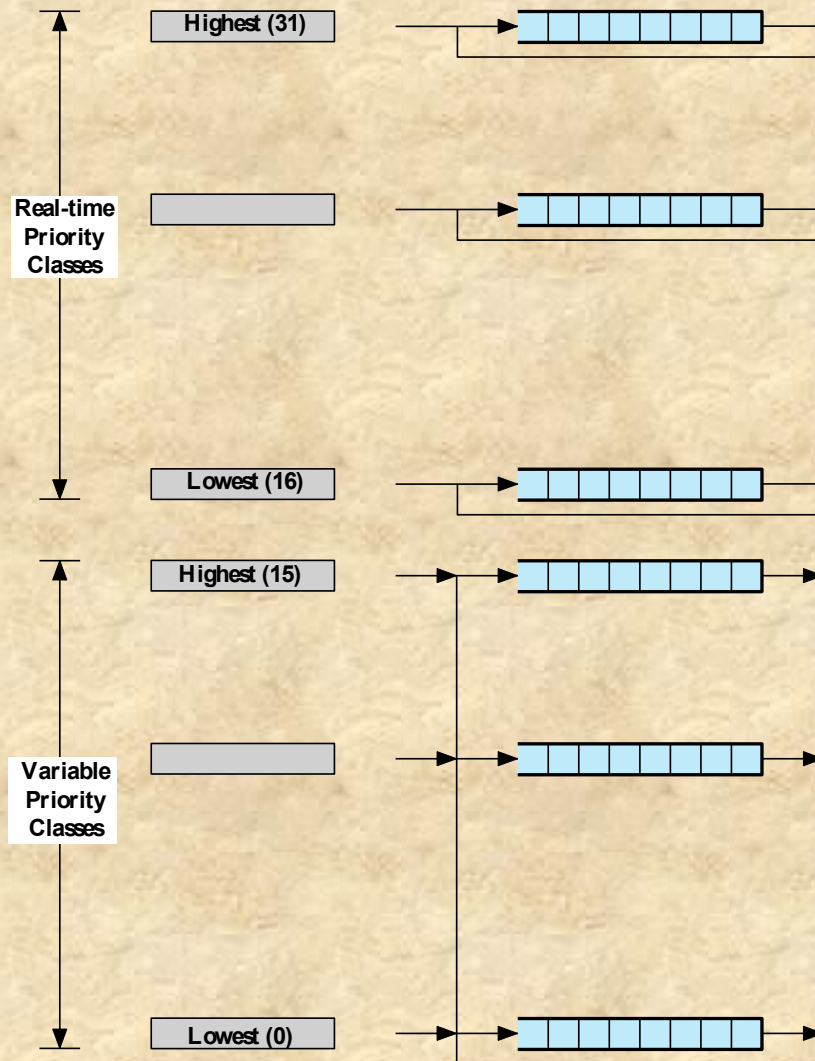 Highest (31)
Real-time
Priority
Classes
Lowest (16)
Highest (15)
Variable
Priority
Classes
Lowest (0)